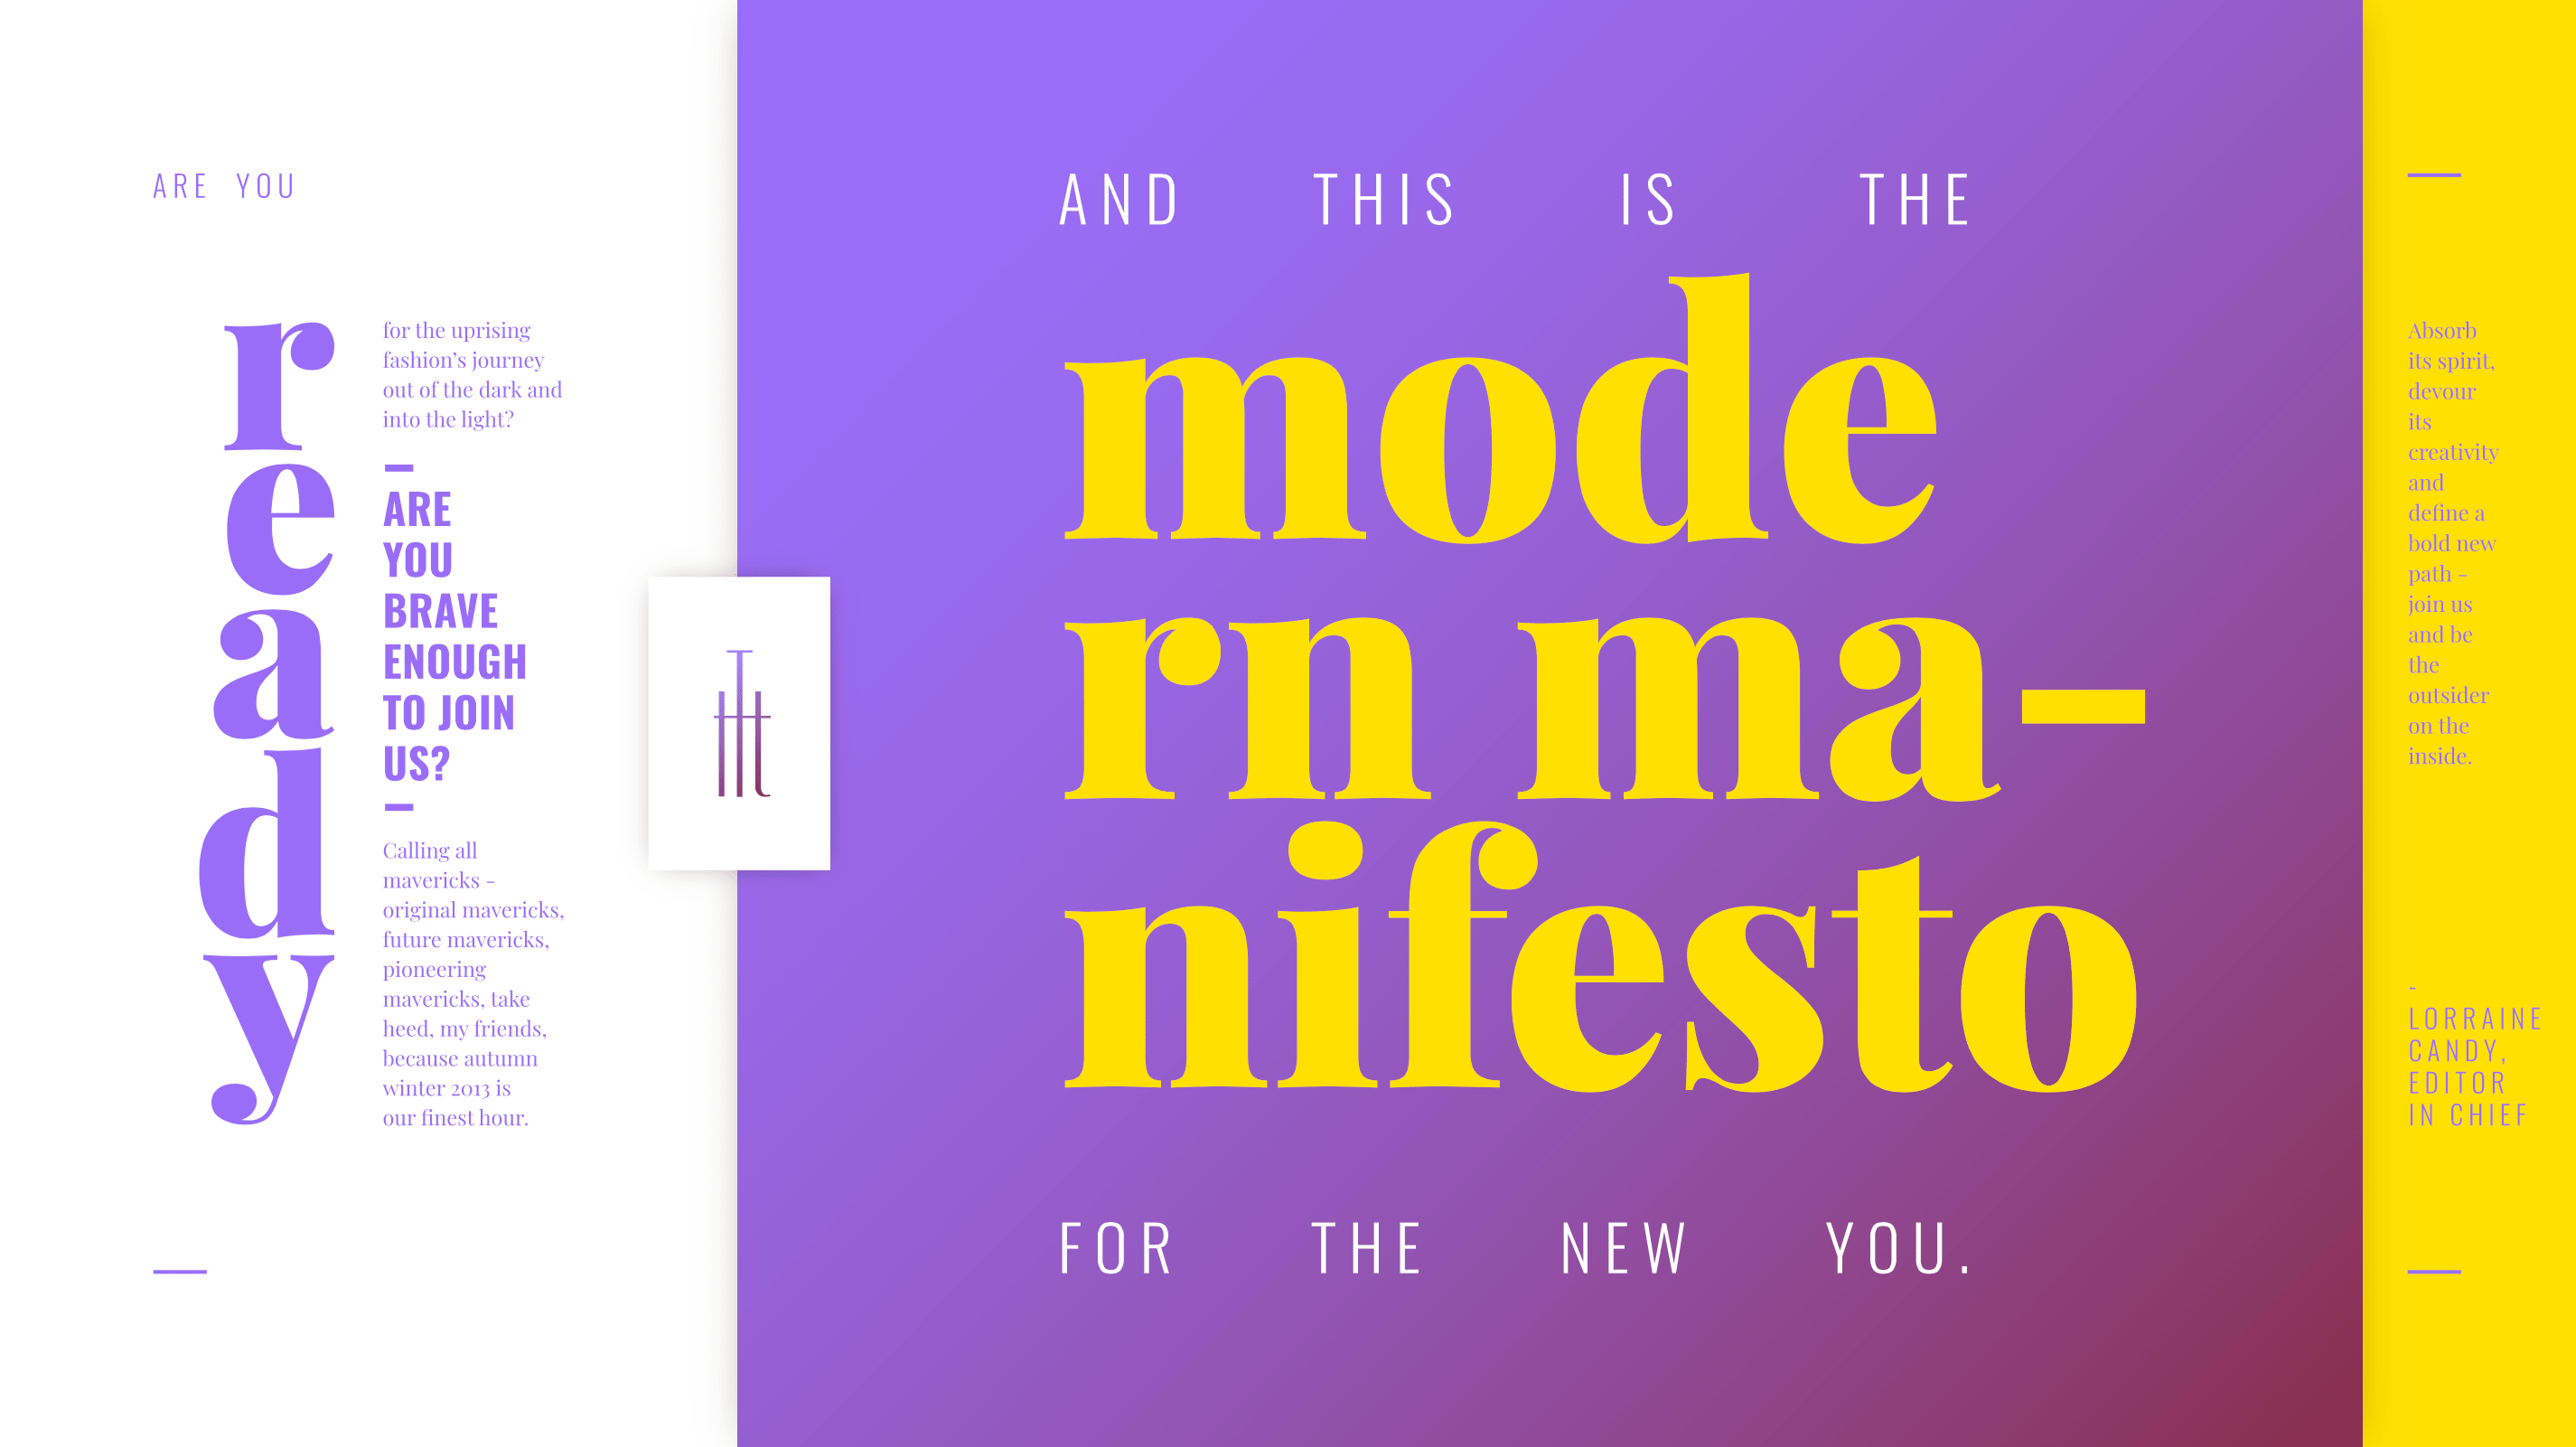 ARE YOU
ready
for the uprising
fashion’s journey
out of the dark and
into the light?
ARE
YOU
BRAVE
ENOUGH
TO JOIN
US?
Calling all
mavericks -
original mavericks,
future mavericks,
pioneering
mavericks, take
heed, my friends,
because autumn
winter 2013 is
our finest hour.
AND THIS IS THE
mode
rn ma-
nifesto
FOR THE NEW YOU.
Absorb
its spirit,
devour
its
creativity
and
define a
bold new
path -
join us
and be
the
outsider
on the
inside.
-
LORRAINE
CANDY,
EDITOR
IN CHIEF